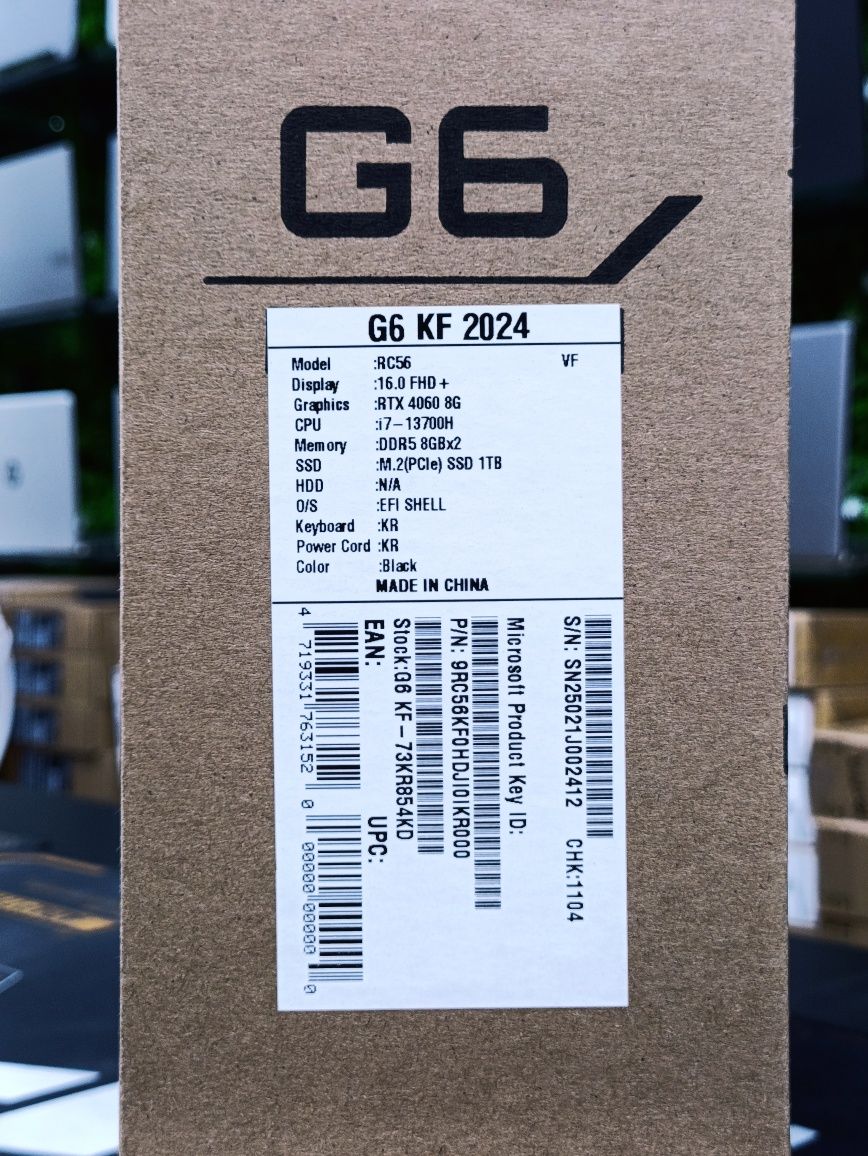 G6
G6 KF 2024
Model :RC56 VF
Display :16.0 FHD+
Graphics :RTX 4060 8G
CPU :i7-13700H
Memory :DDR5 8GBx2
SSD :M.2(PCIe) SSD 1TB
HDD :N/A
O/S :EFI SHELL
Keyboard :KR
Power Cord :KR
Color :Black
MADE IN CHINA
S/N: SN25021J002412 CHK:1104
Microsoft Product Key ID:
P/N: 9RC56KF0HDJI0IKR000
Stock:G6 KF-73KR854KD
EAN: UPC:
4 719331 763152 0 00000 00000 0